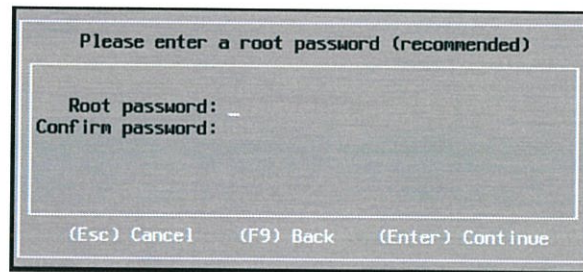 Please enter a root password (recommended)
Root password: _
Confirm password:
(Esc) Cancel (F9) Back (Enter) Continue